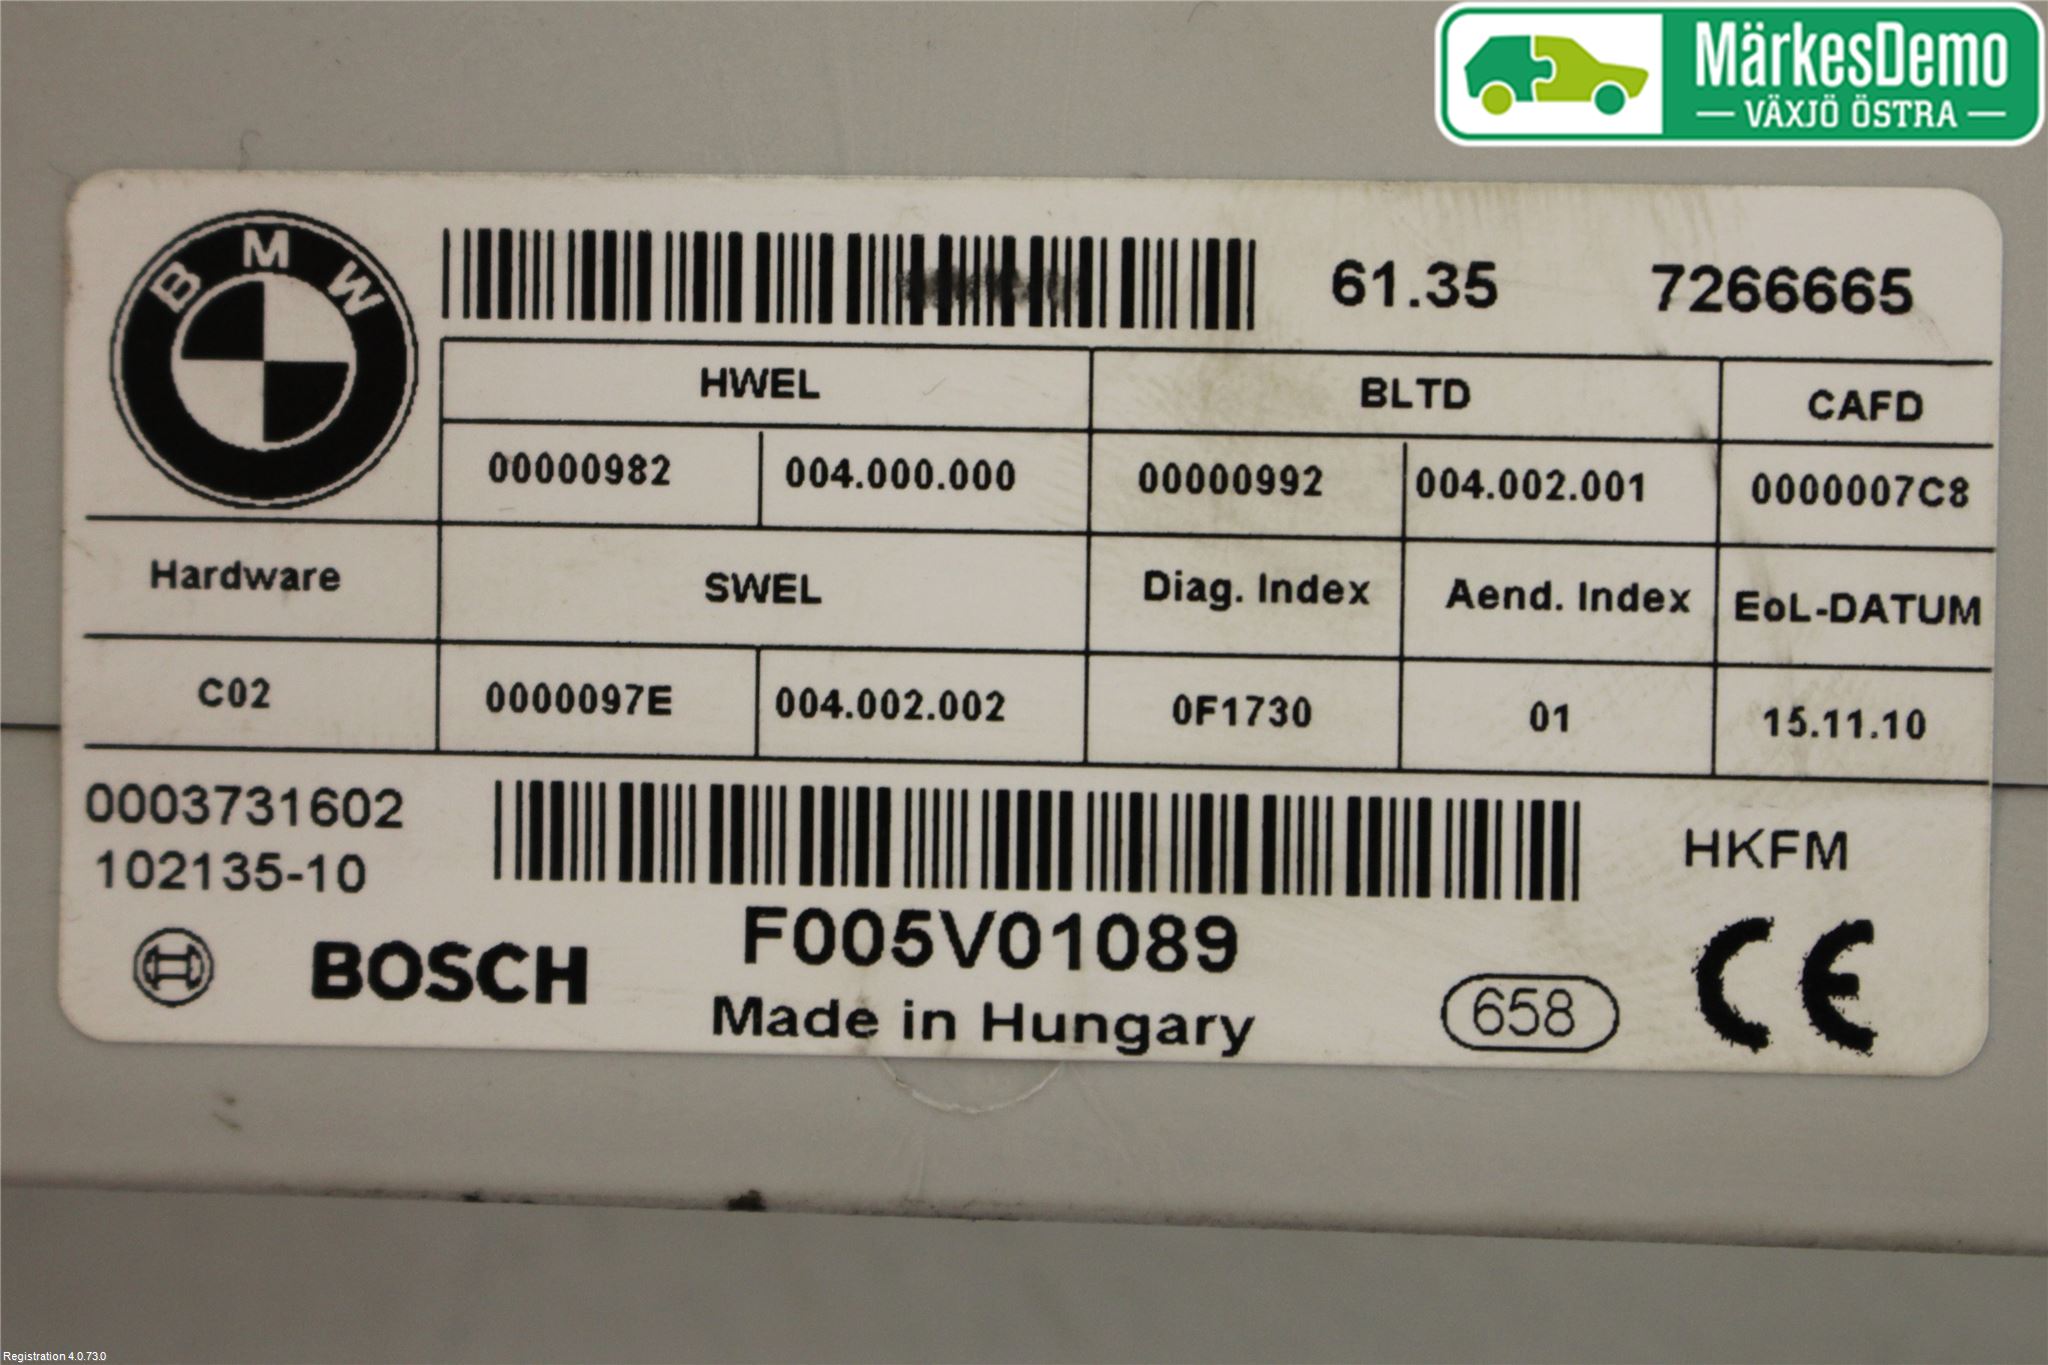 MärkesDemo
— VÄXJÖ ÖSTRA —
BMW
61.35 7266665
HWEL BLTD CAFD
00000982 004.000.000 00000992 004.002.001 0000007C8
Hardware SWEL Diag. Index Aend. Index EoL-DATUM
C02 0000097E 004.002.002 0F1730 01 15.11.10
0003731602
102135-10
HKFM
BOSCH F005V01089
Made in Hungary 658 CE
Registration 4.0.73.0